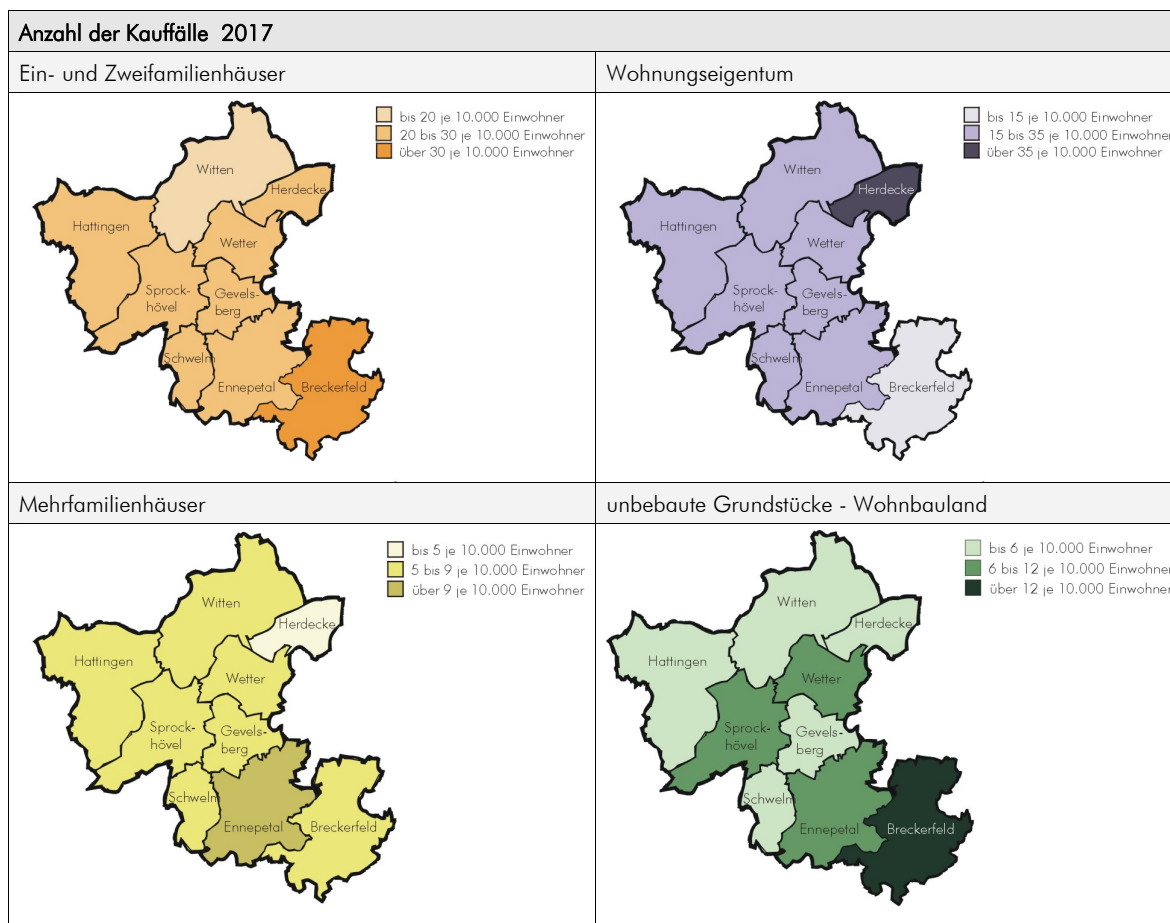 Anzahl der Kauffälle 2017
Ein- und Zweifamilienhäuser
bis 20 je 10.000 Einwohner
20 bis 30 je 10.000 Einwohner
über 30 je 10.000 Einwohner
Witten
Herdecke
Hattingen
Wetter
Sprock-
hövel
Gevels-
berg
Schwelm
Ennepetal
Breckerfeld
Wohnungseigentum
bis 15 je 10.000 Einwohner
15 bis 35 je 10.000 Einwohner
über 35 je 10.000 Einwohner
Witten
Herdecke
Hattingen
Wetter
Sprock-
hövel
Gevels-
berg
Schwelm
Ennepetal
Breckerfeld
Mehrfamilienhäuser
bis 5 je 10.000 Einwohner
5 bis 9 je 10.000 Einwohner
über 9 je 10.000 Einwohner
Witten
Herdecke
Hattingen
Wetter
Sprock-
hövel
Gevels-
berg
Schwelm
Ennepetal
Breckerfeld
unbebaute Grundstücke - Wohnbauland
bis 6 je 10.000 Einwohner
6 bis 12 je 10.000 Einwohner
über 12 je 10.000 Einwohner
Witten
Herdecke
Hattingen
Wetter
Sprock-
hövel
Gevels-
berg
Schwelm
Ennepetal
Breckerfeld